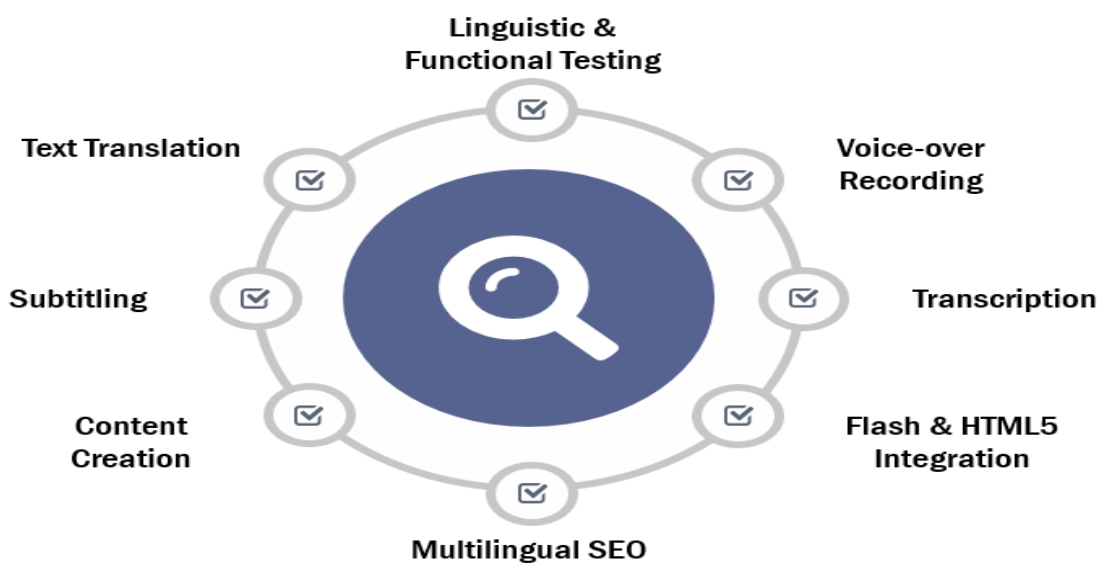 Linguistic &
Functional Testing
Text Translation
Voice-over
Recording
Subtitling
Transcription
Content
Creation
Flash & HTML5
Integration
Multilingual SEO